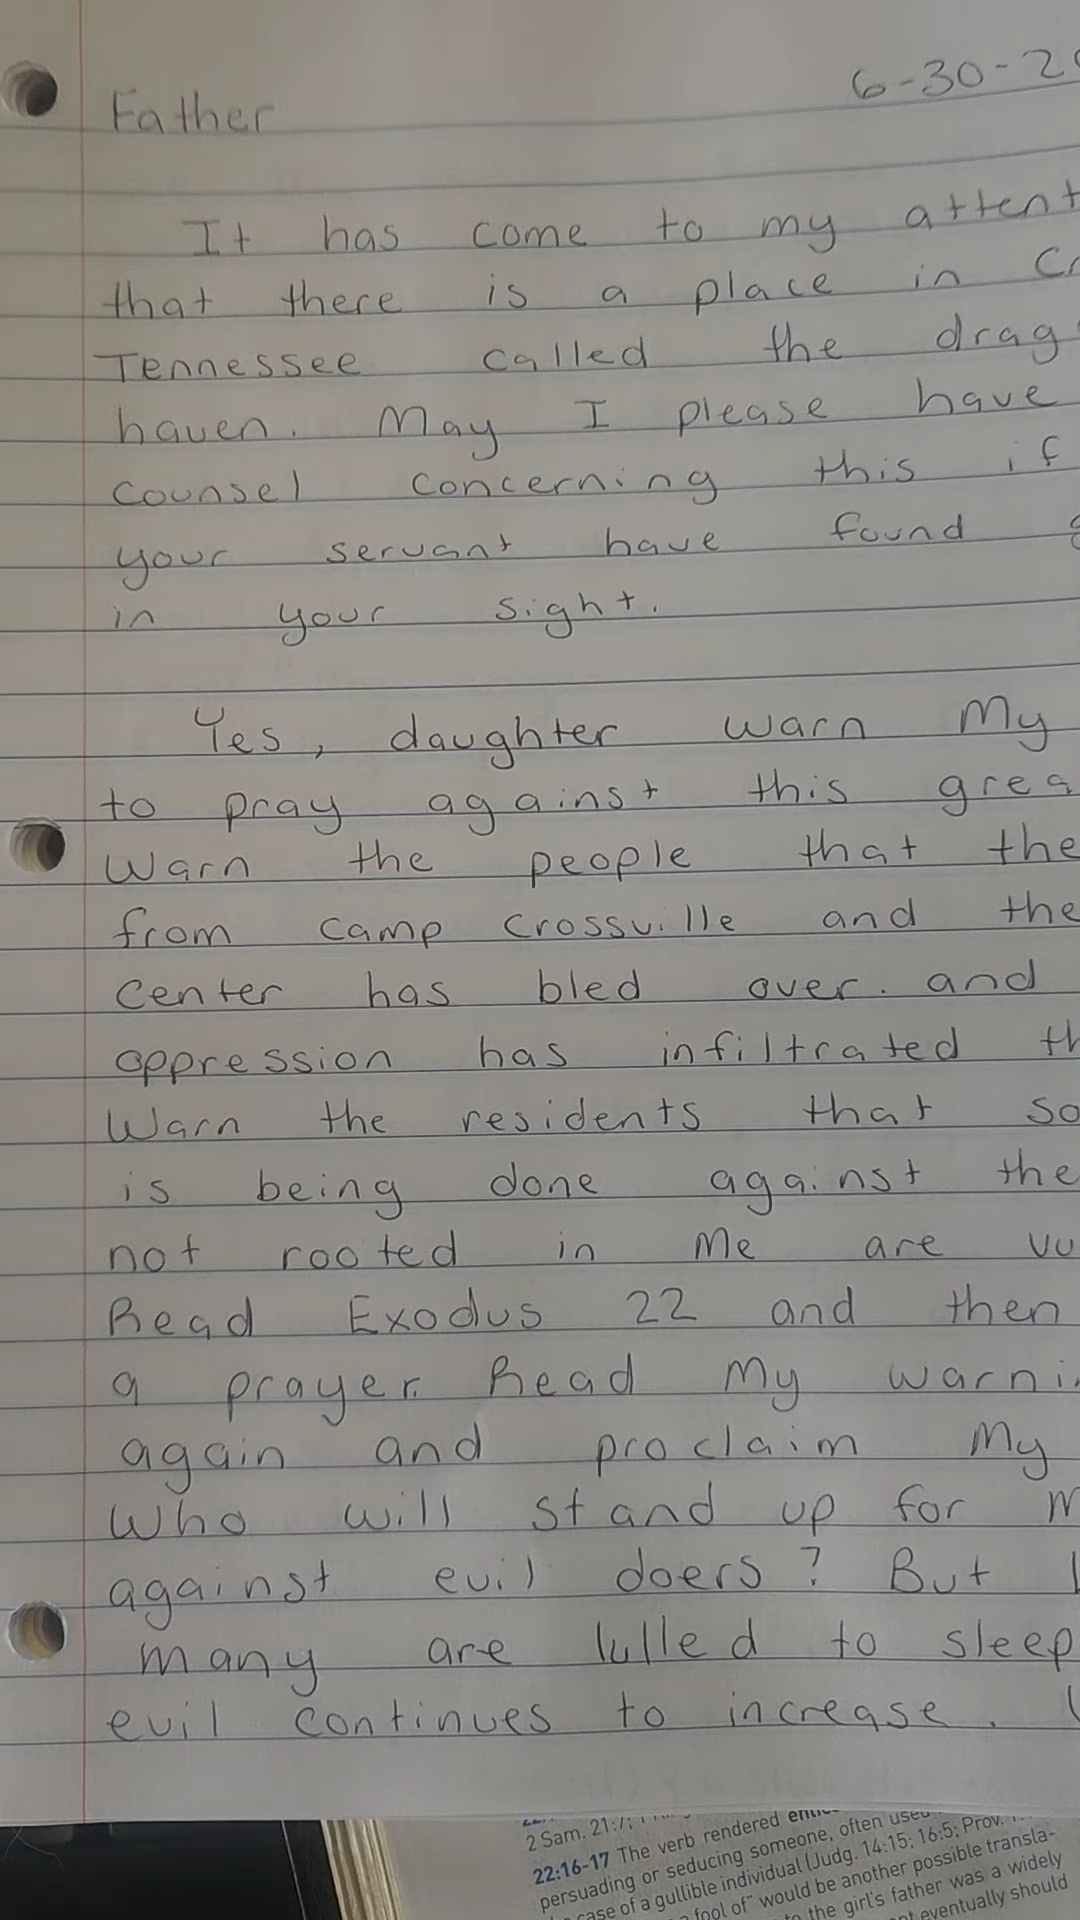 6-30-2
Father
It has come to my attent
that there is a place in
Tennessee called the drag
haven. May I please have
counsel concerning this if
your servant have found
in your sight.
Yes, daughter warn My
to pray against this grea
Warn the people that the
from camp crossville and the
center has bled over. and
oppression has infiltrated th
Warn the residents that so
is being done against the
not rooted in Me are vu
Read Exodus 22 and then
a prayer. Read My warni
again and proclaim My
Who will stand up for m
against evil doers? But
many are lulled to sleep
evil continues to increase.
2 Sam. 21:7;
22:16-17 The verb rendered often used
persuading or seducing someone, often used
case of a gullible individual (Judg. 14:15; 16:5; Prov.
fool of" would be another possible transla-
the girl's father was a widely
eventually should